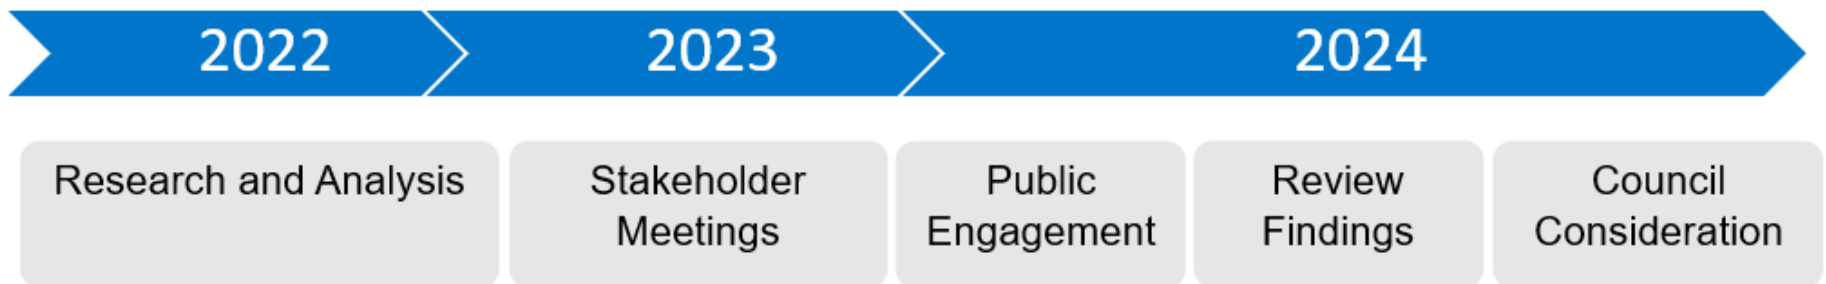 2022
2023
2024
Research and Analysis
Stakeholder
Meetings
Public
Engagement
Review
Findings
Council
Consideration